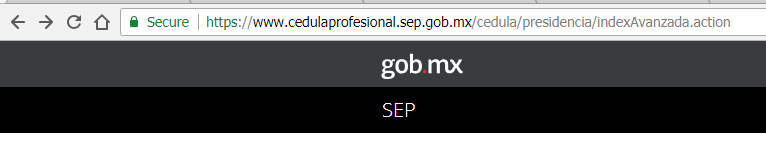 Secure https://www.cedulaprofesional.sep.gob.mx/cedula/presidencia/indexAvanzada.action
gob.mx
SEP